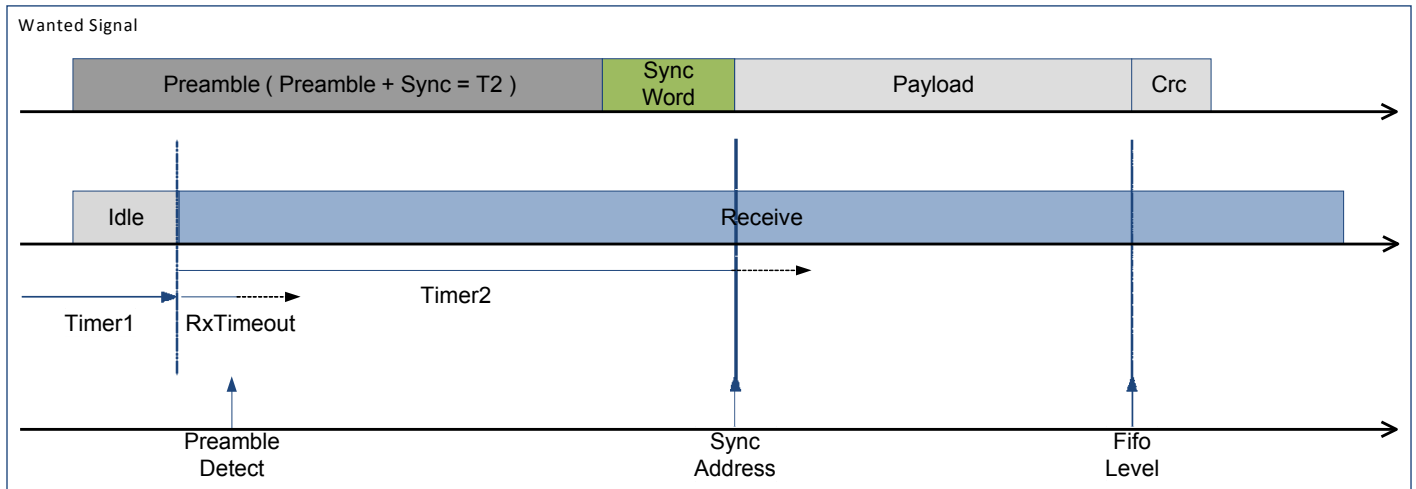 Wanted Signal
Preamble ( Preamble + Sync = T2 )
Sync
Word
Payload
Crc
Idle
Receive
Timer2
Timer1
RxTimeout
Preamble
Detect
Sync
Address
Fifo
Level